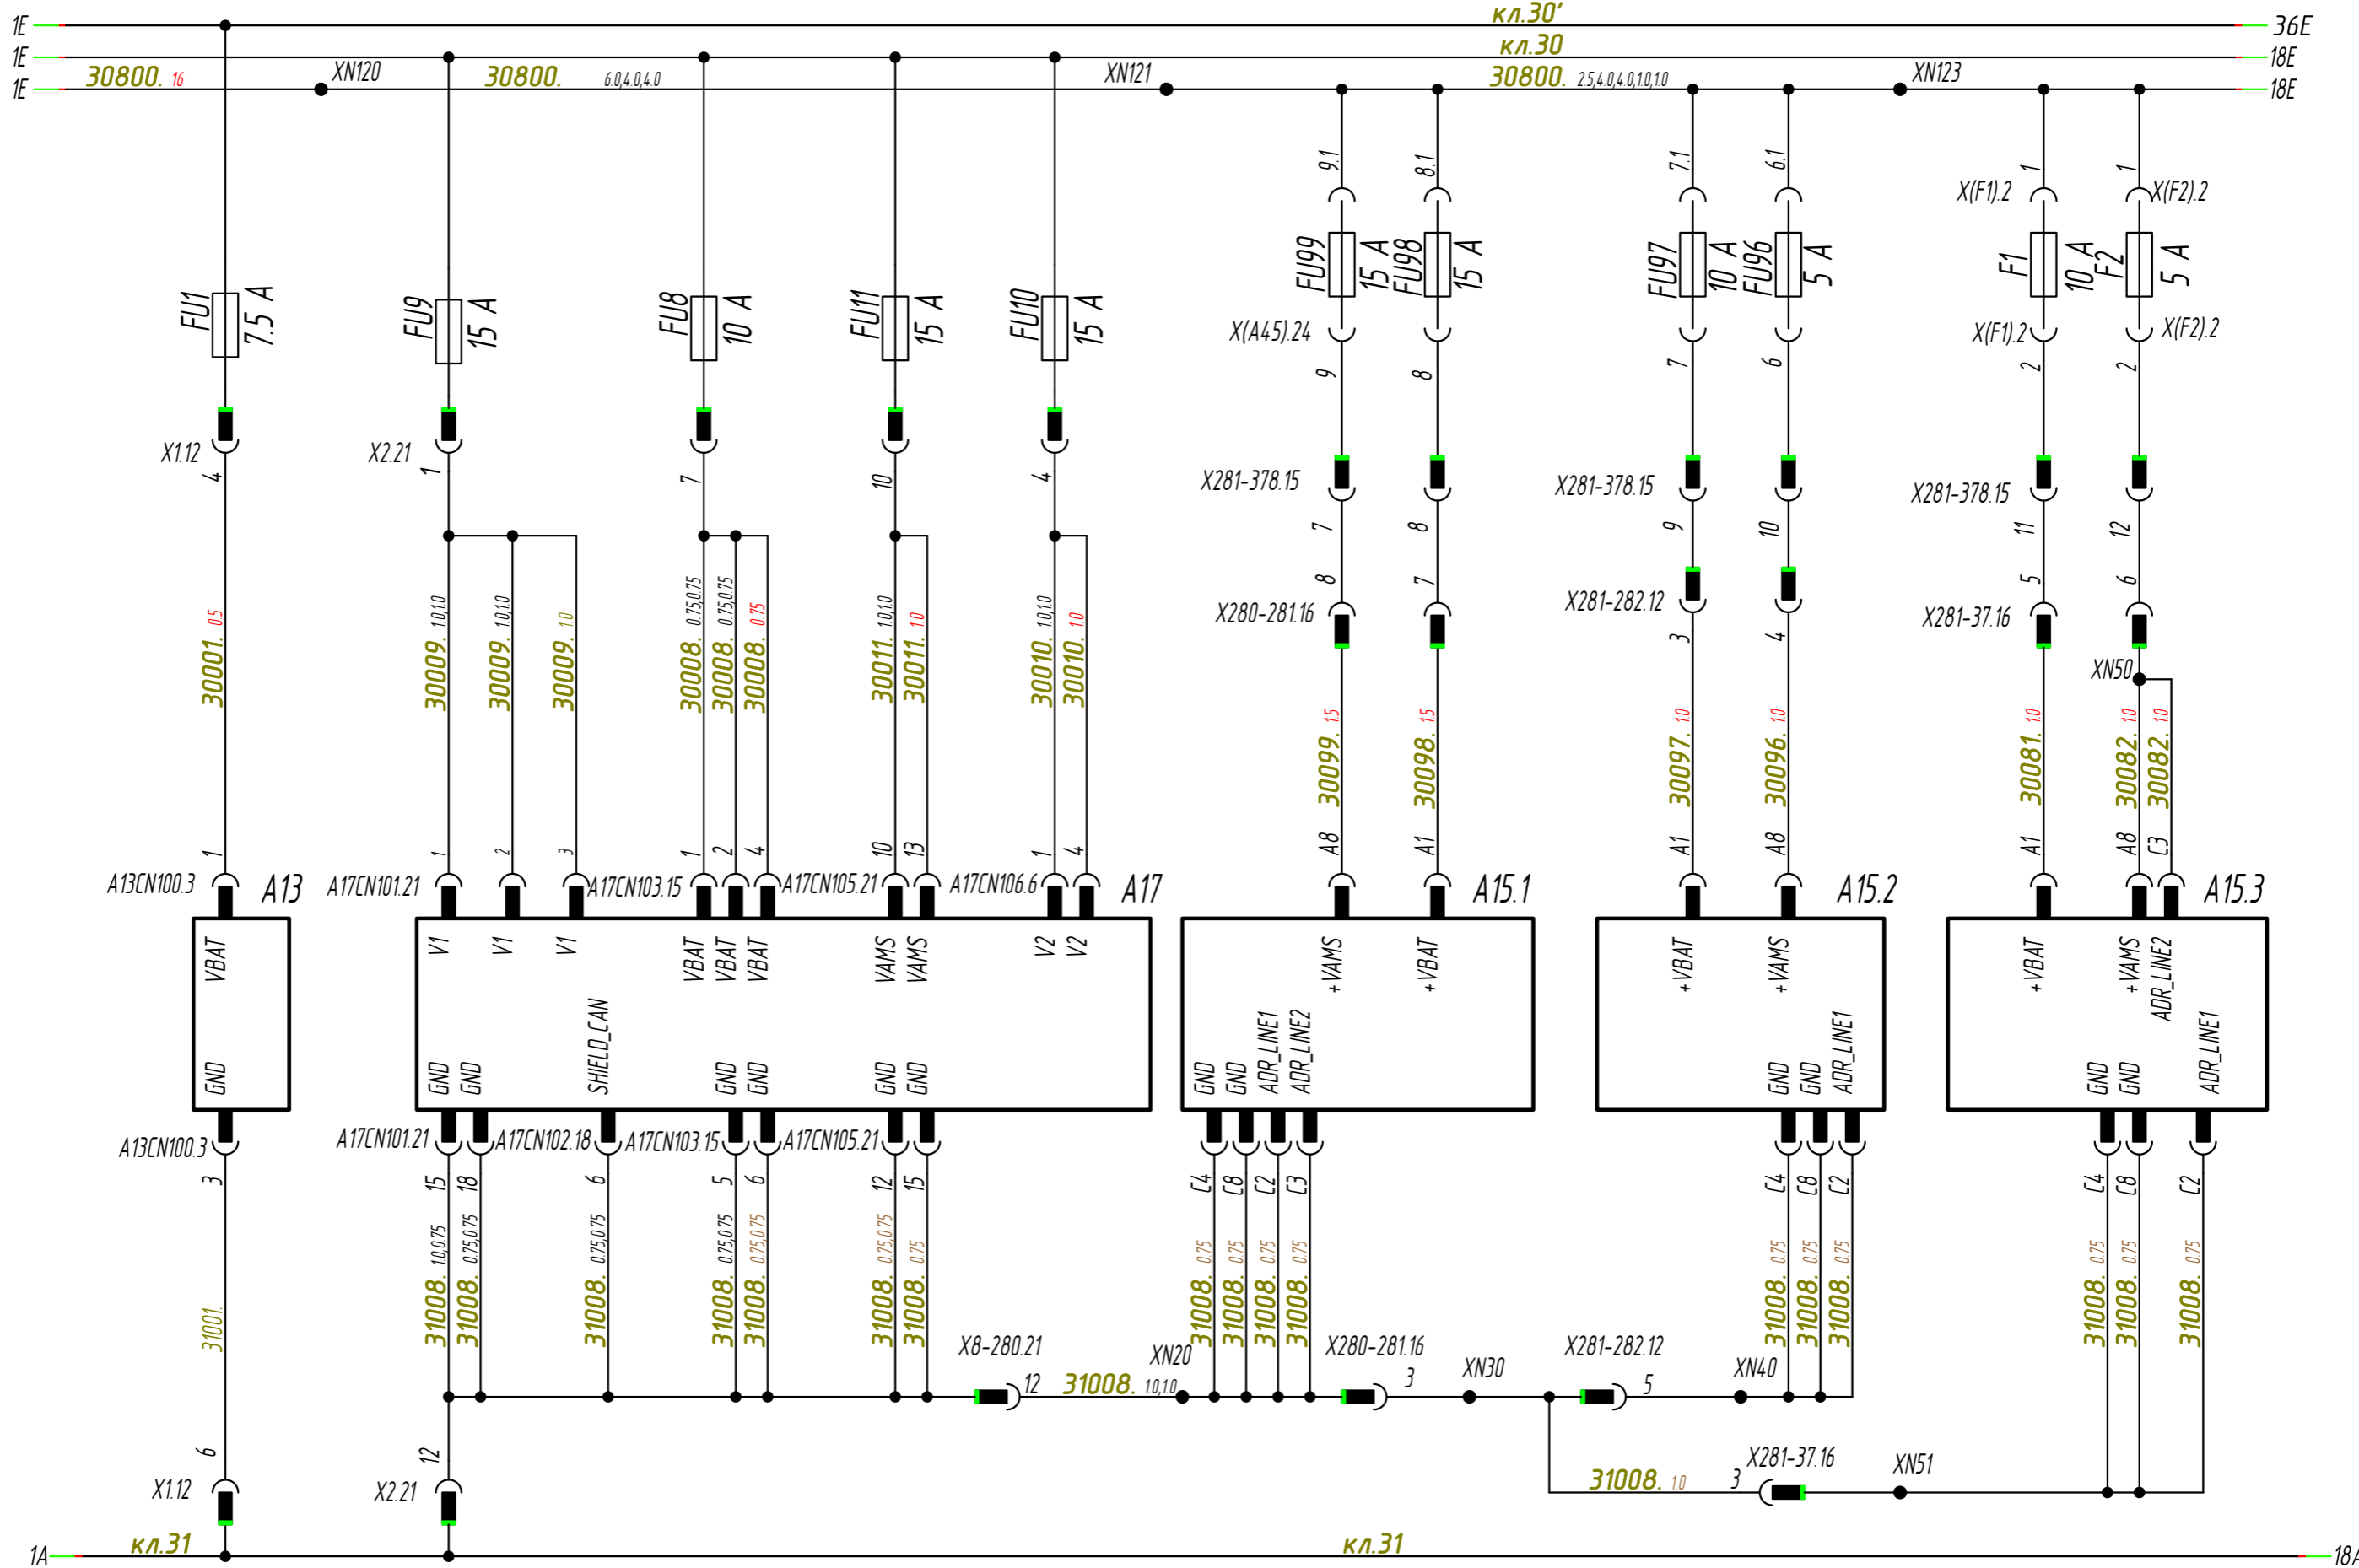 1E кл.30' 36E
1E кл.30 18E
1E 30800. 16 XN120 30800. 6.0,4.0,4.0 XN121 30800. 2.5,4.0,4.0,1.0,1.0 XN123 18E
9.1 8.1 7.1 6.1 1 1
X(F1).2 X(F2).2
FU99 15 A FU98 15 A FU97 10 A FU96 5 A F1 10 A F2 5 A
FU1 7.5 A FU9 15 A FU8 10 A FU11 15 A FU10 15 A
X(A45).24 X(F1).2 X(F2).2
9 8 7 6 2 2
X1.12 X2.21
4 1 7 10 4
X281-378.15 X281-378.15 X281-378.15
7 8 9 10 11 12
8 7 5 6
X280-281.16 X281-282.12 X281-37.16
3 4
XN50
30001. 0.5
30009. 1.0,1.0
30009. 1.0,1.0
30009. 1.0
30008. 0.75,0.75
30008. 0.75,0.75
30008. 0.75
30011. 1.0,1.0
30011. 1.0
30010. 1.0,1.0
30010. 1.0
30099. 1.5
30098. 1.5
30097. 1.0
30096. 1.0
30081. 1.0
30082. 1.0
30082. 1.0
1 1 2 3 1 2 4 10 13 1 4 A8 A1 A1 A8 A1 A8 C3
A13CN100.3 A13 A17CN101.21 A17CN103.15 A17CN105.21 A17CN106.6 A17 A15.1 A15.2 A15.3
VBAT V1 V1 V1 VBAT VBAT VBAT VAMS VAMS V2 V2 +VAMS +VBAT +VBAT +VAMS +VBAT +VAMS ADR_LINE2
GND GND GND SHIELD_CAN GND GND GND GND GND GND ADR_LINE1 ADR_LINE2 GND GND ADR_LINE1 GND GND ADR_LINE1
A13CN100.3 A17CN101.21 A17CN102.18 A17CN103.15 A17CN105.21
3 15 18 6 5 6 12 15 C4 C8 C2 C3 C4 C8 C2 C4 C8 C2
31001.
31008. 1.0,0.75
31008. 0.75,0.75
31008. 0.75,0.75
31008. 0.75,0.75
31008. 0.75,0.75
31008. 0.75,0.75
31008. 0.75
31008. 0.75
31008. 0.75
31008. 0.75
31008. 0.75
31008. 0.75
31008. 0.75
31008. 0.75
31008. 0.75
31008. 0.75
31008. 0.75
X8-280.21 XN20 X280-281.16 XN30 X281-282.12 XN40
12 31008. 1.0,1.0 3 5
6 12
X1.12 X2.21
31008. 1.0 3 X281-37.16 XN51
1A кл.31 кл.31 18A